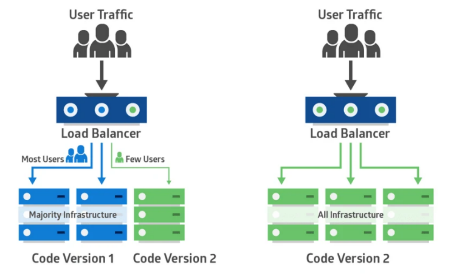 User Traffic
Load Balancer
Most Users
Few Users
Majority Infrastructure
Code Version 1
Code Version 2
User Traffic
Load Balancer
All Infrastructure
Code Version 2